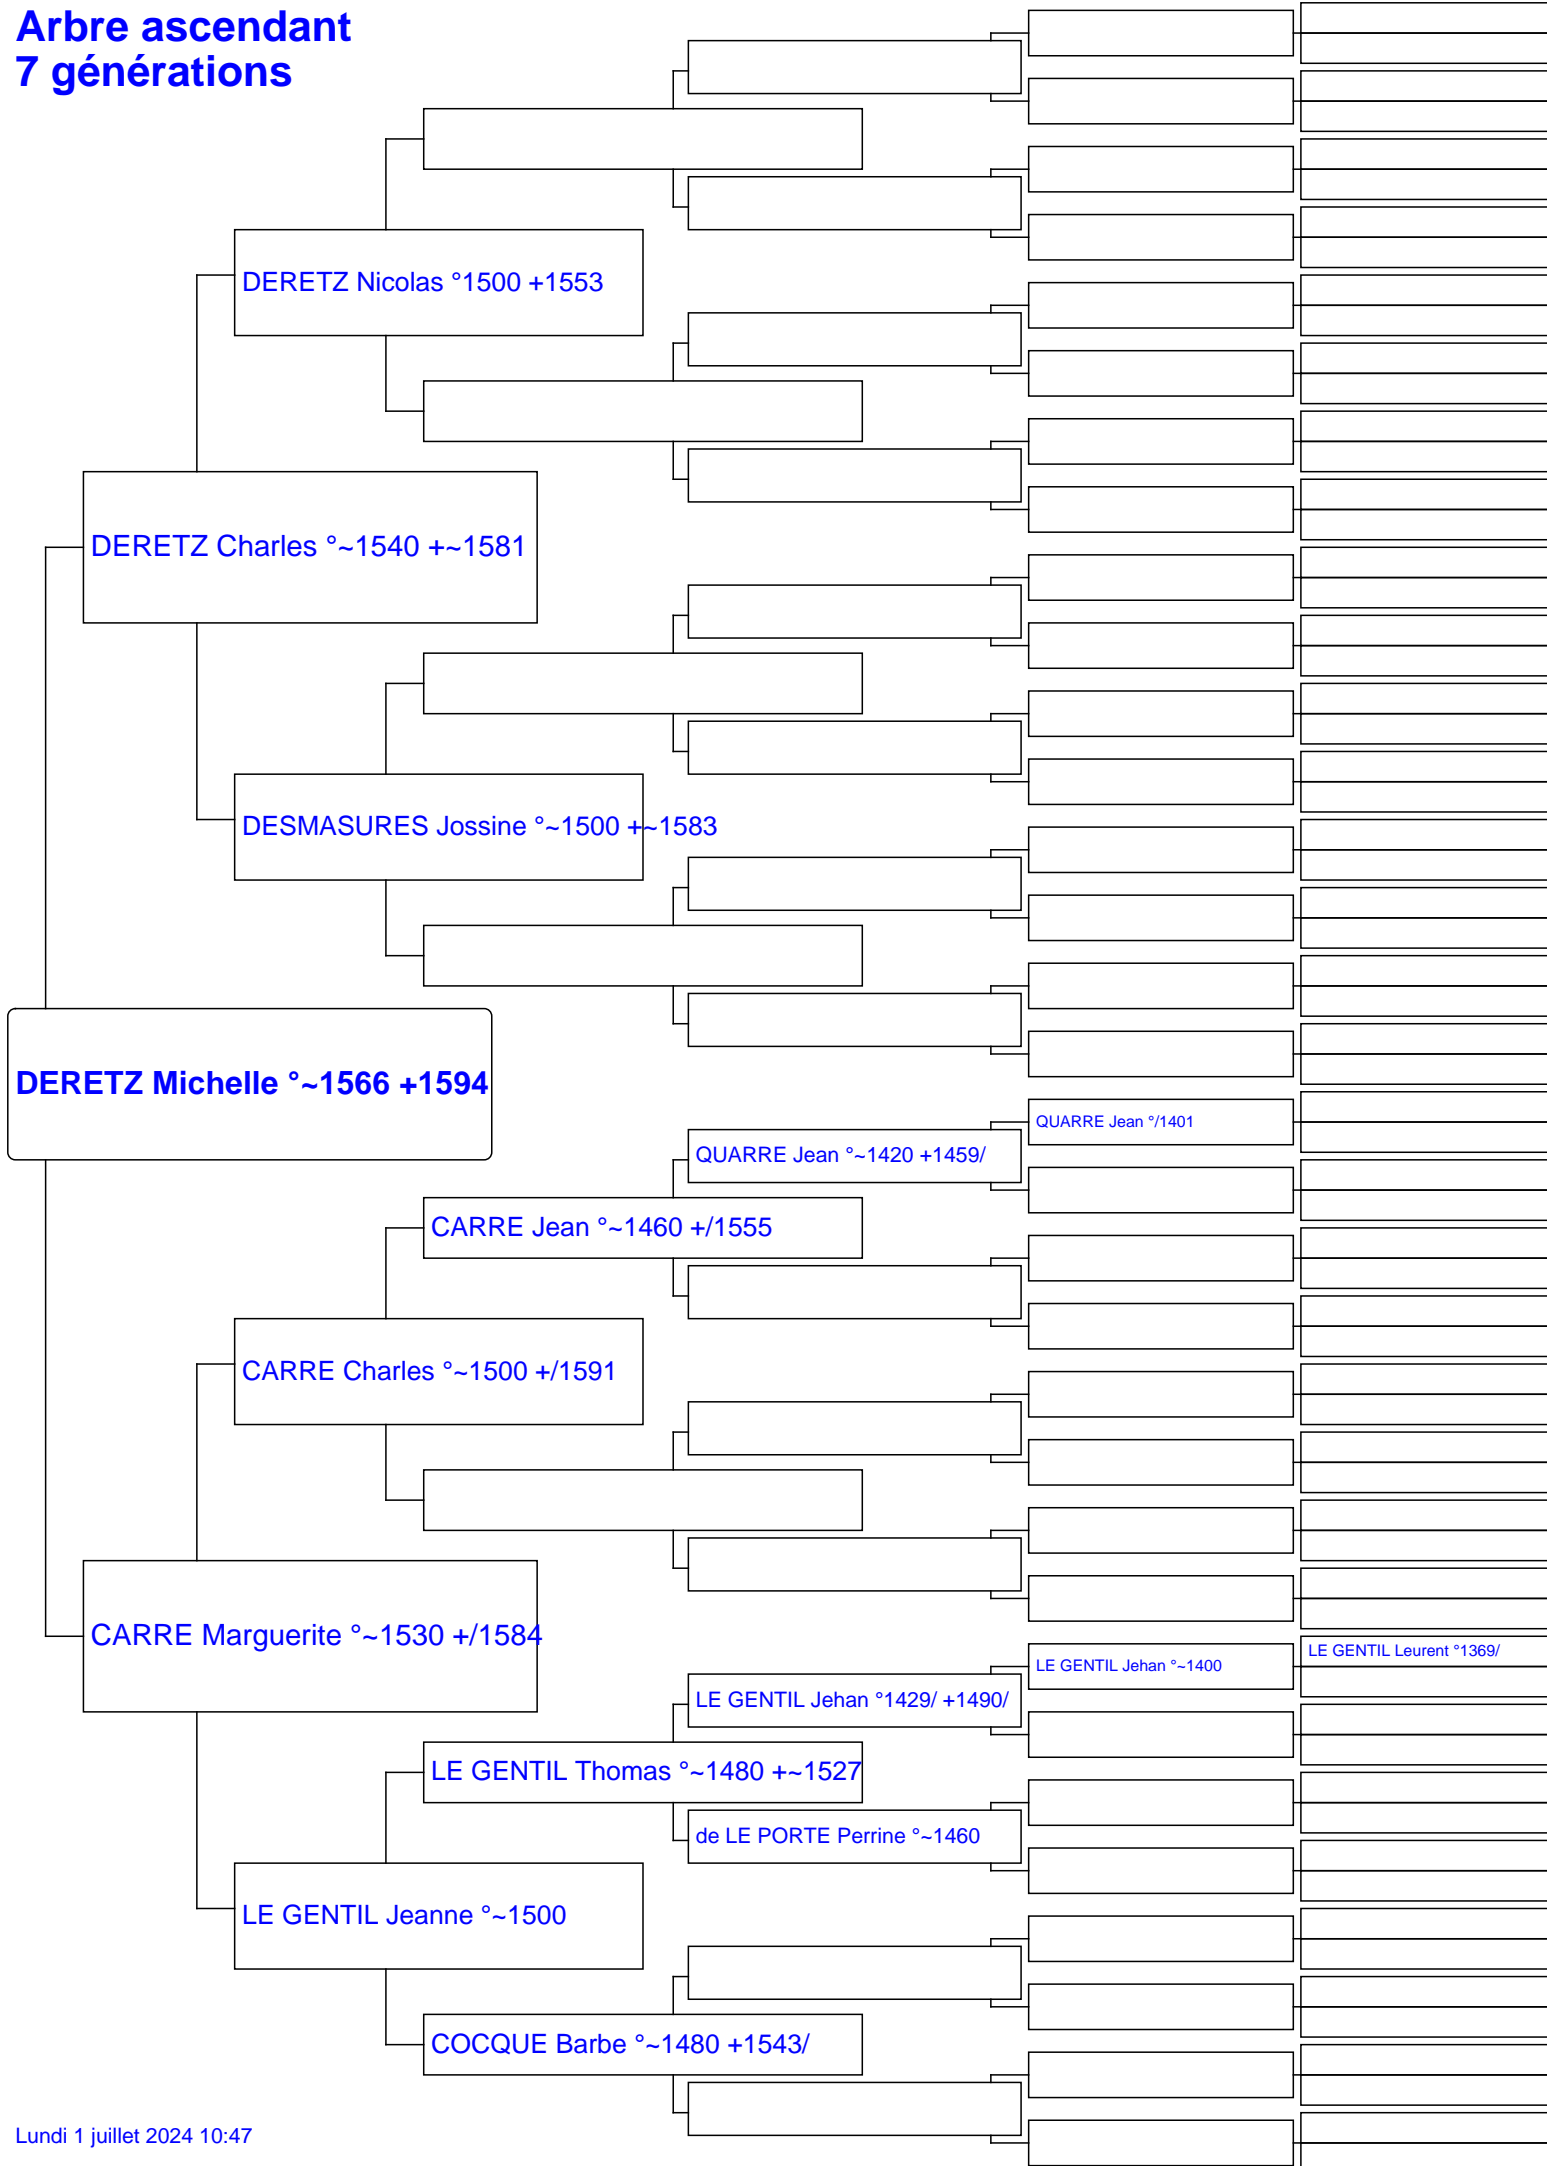 Arbre ascendant
7 générations
DERETZ Nicolas °1500 +1553
DERETZ Charles °~1540 +~1581
DESMASURES Jossine °~1500 +~1583
DERETZ Michelle °~1566 +1594
QUARRE Jean °/1401
QUARRE Jean °~1420 +1459/
CARRE Jean °~1460 +/1555
CARRE Charles °~1500 +/1591
CARRE Marguerite °~1530 +/1584
LE GENTIL Leurent °1369/
LE GENTIL Jehan °~1400
LE GENTIL Jehan °1429/ +1490/
LE GENTIL Thomas °~1480 +~1527
de LE PORTE Perrine °~1460
LE GENTIL Jeanne °~1500
COCQUE Barbe °~1480 +1543/
Lundi 1 juillet 2024 10:47